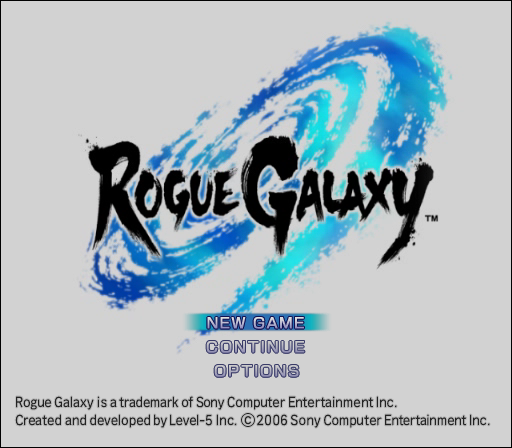 ROGUE GALAXY™
NEW GAME
CONTINUE
OPTIONS
Rogue Galaxy is a trademark of Sony Computer Entertainment Inc.
Created and developed by Level-5 Inc. ©2006 Sony Computer Entertainment Inc.